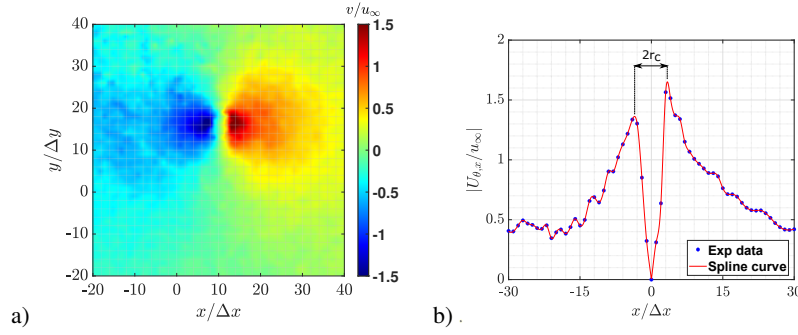 v/u∞
40
30
20
10
0
-10
-20
-20 -10 0 10 20 30 40
y/Δy
x/Δx
1.5
1
0.5
0
-0.5
-1
-1.5
a)
2rc
2
1.5
1
0.5
0
-30 -15 0 15 30
|Uθ,x/u∞|
x/Δx
Exp data
Spline curve
b) .